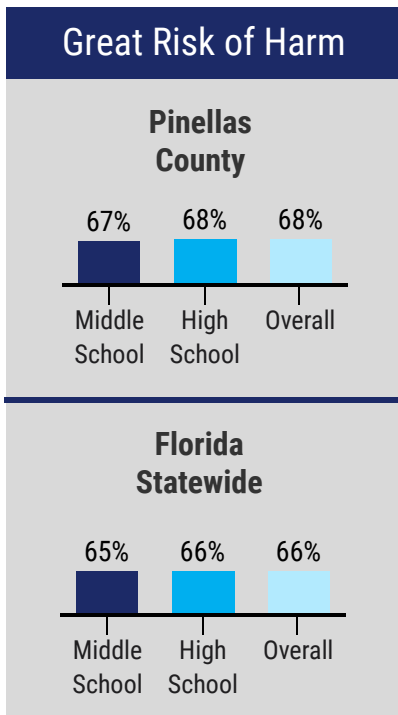 Great Risk of Harm
Pinellas
County
67% 68% 68%
Middle High Overall
School School
Florida
Statewide
65% 66% 66%
Middle High Overall
School School